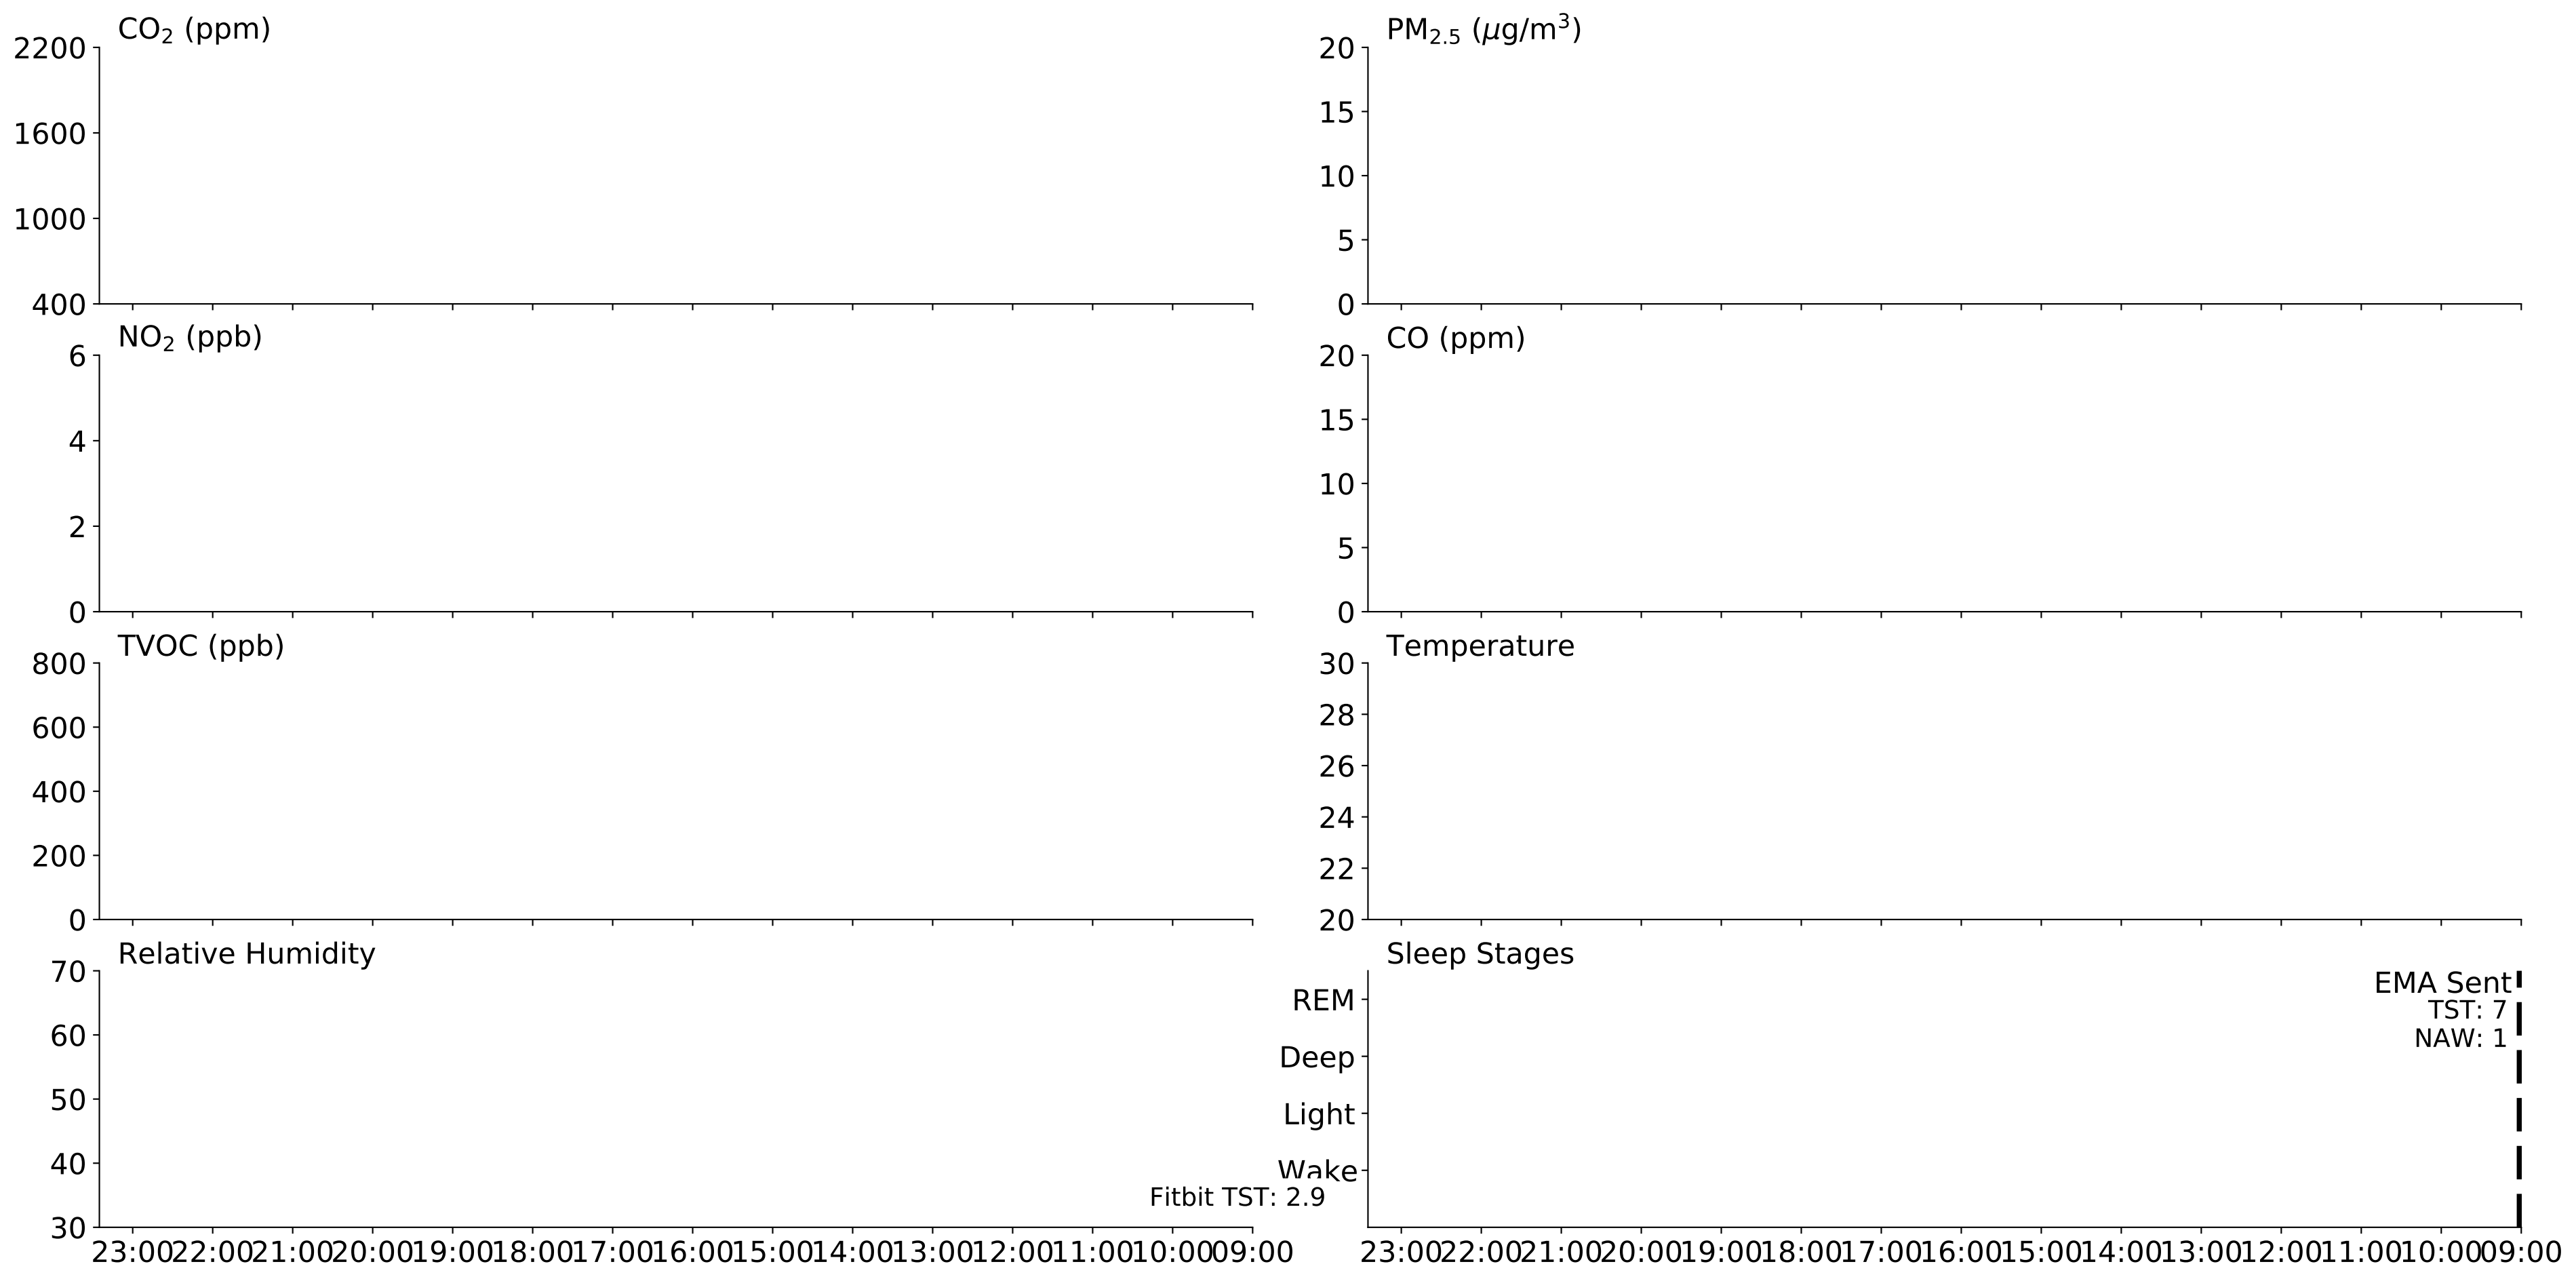 CO₂ (ppm)
2200
1600
1000
400
PM₂.₅ (μg/m³)
20
15
10
5
0
NO₂ (ppb)
6
4
2
0
CO (ppm)
20
15
10
5
0
TVOC (ppb)
800
600
400
200
0
Temperature
30
28
26
24
22
20
Relative Humidity
70
60
50
40
30
23:00 22:00 21:00 20:00 19:00 18:00 17:00 16:00 15:00 14:00 13:00 12:00 11:00 10:00 09:00
Sleep Stages
REM
Deep
Light
Wake
EMA Sent
TST: 7
NAW: 1
Fitbit TST: 2.9
23:00 22:00 21:00 20:00 19:00 18:00 17:00 16:00 15:00 14:00 13:00 12:00 11:00 10:00 09:00